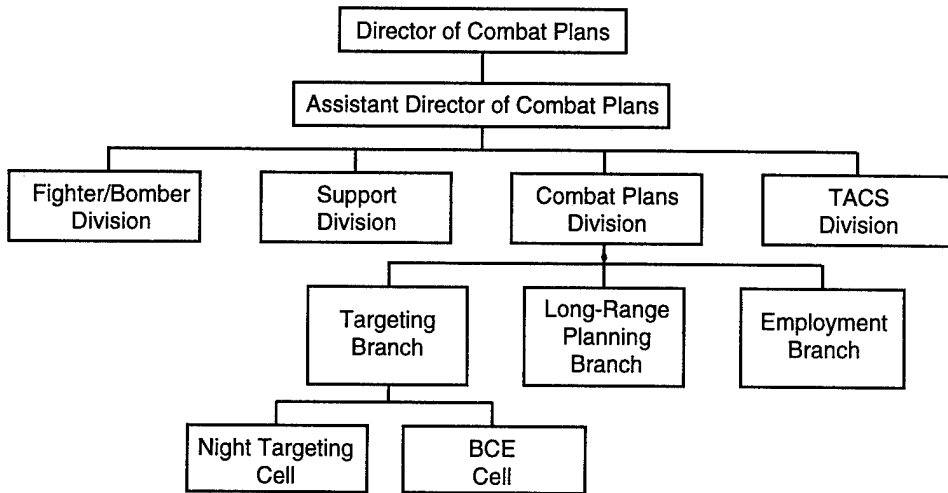 Director of Combat Plans
Assistant Director of Combat Plans
Fighter/Bomber
Division
Support
Division
Combat Plans
Division
TACS
Division
Targeting
Branch
Long-Range
Planning
Branch
Employment
Branch
Night Targeting
Cell
BCE
Cell